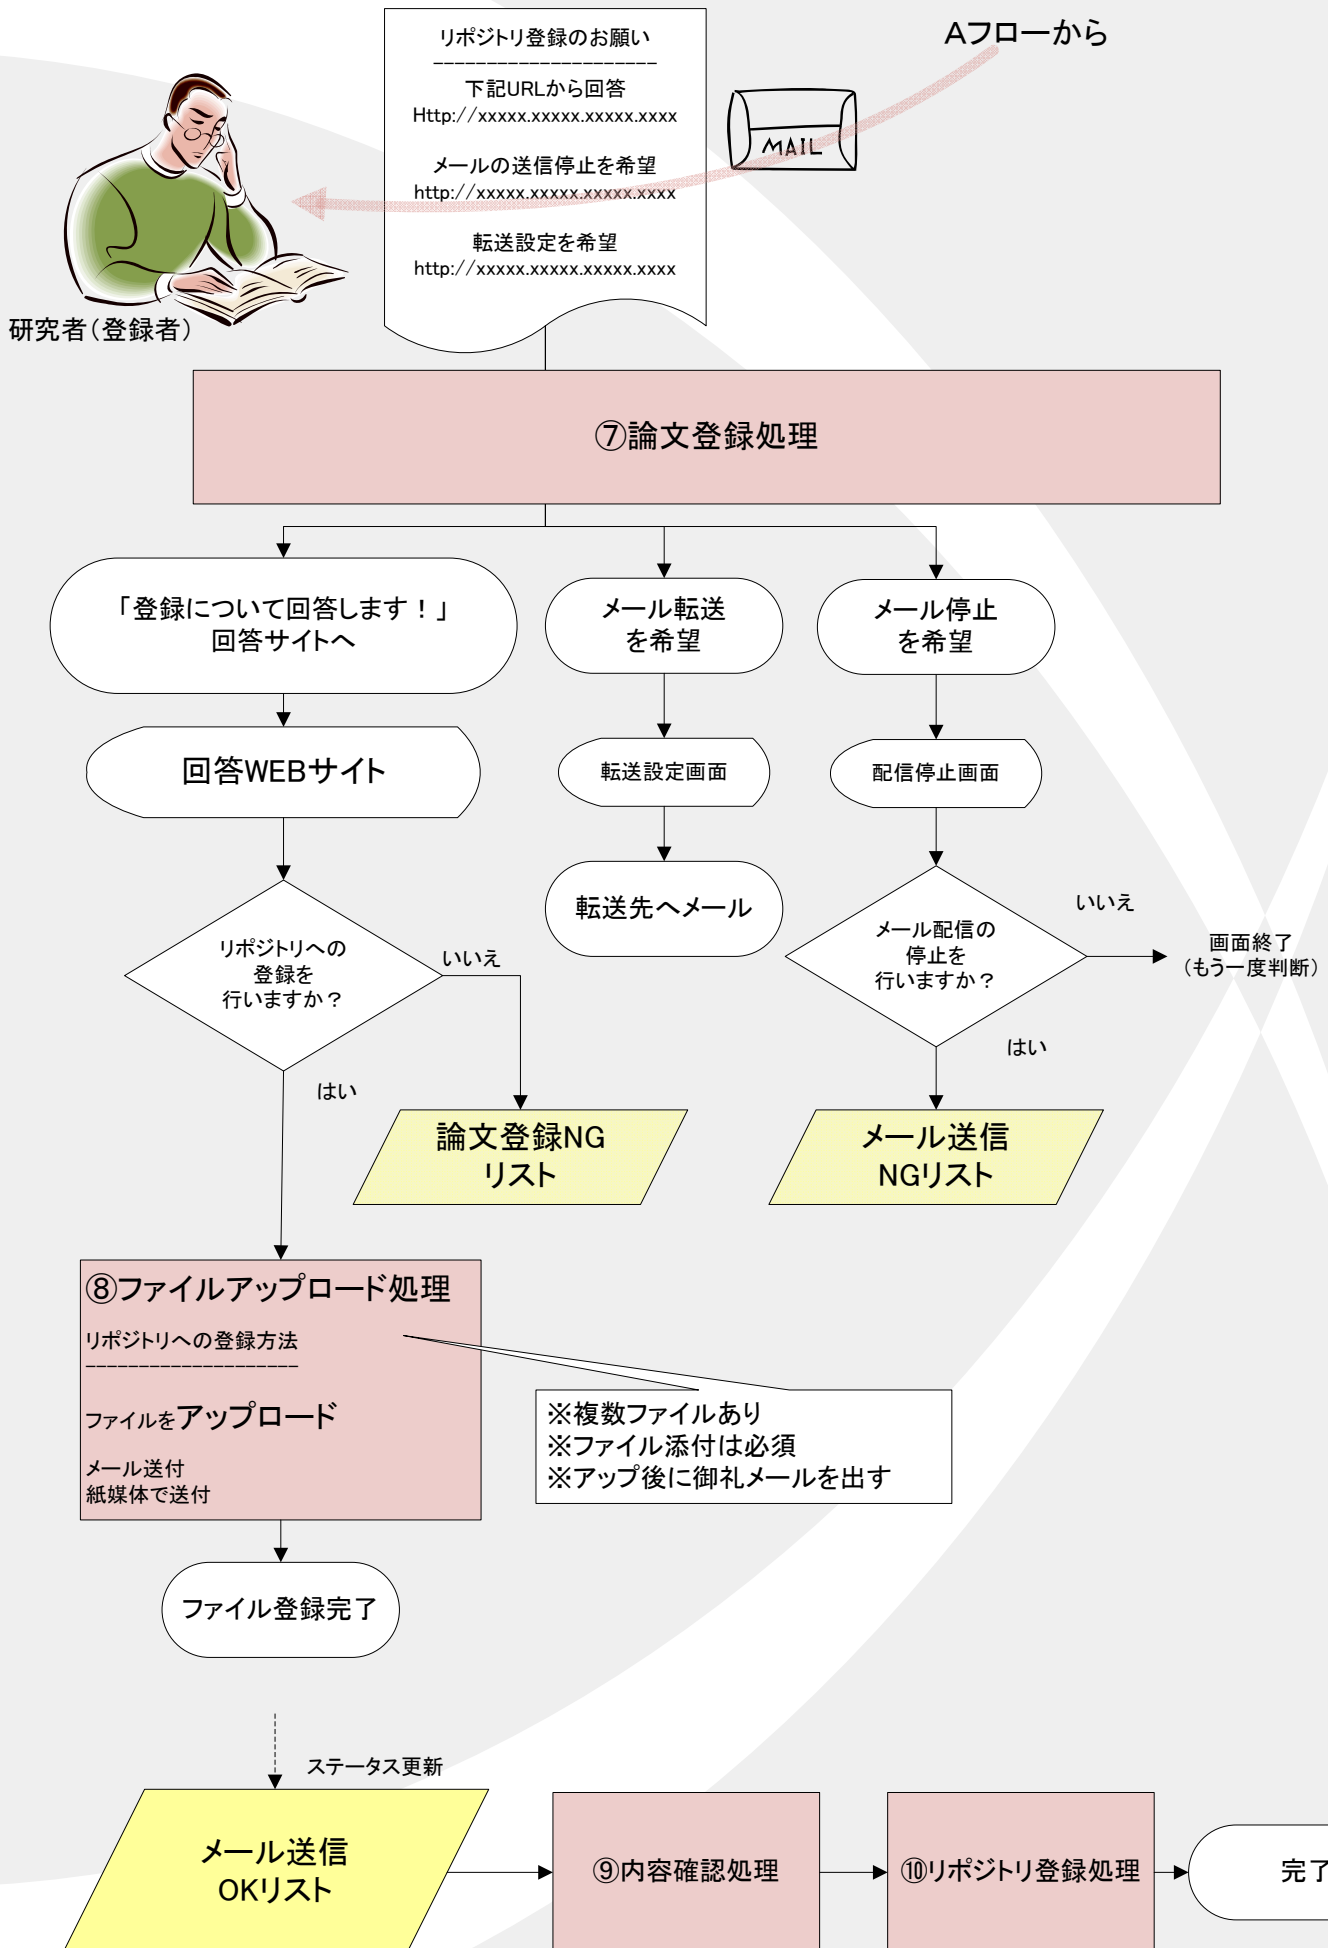 リポジトリ登録のお願い
---------------------
下記URLから回答
Http://xxxxx.xxxxx.xxxxx.xxxx
メールの送信停止を希望
http://xxxxx.xxxxx.xxxxx.xxxx
転送設定を希望
http://xxxxx.xxxxx.xxxxx.xxxx
Aフローから
MAIL
研究者（登録者）
⑦論文登録処理
「登録について回答します！」
回答サイトへ
メール転送
を希望
メール停止
を希望
回答WEBサイト
転送設定画面
配信停止画面
リポジトリへの
登録を
行いますか？
いいえ
はい
転送先へメール
メール配信の
停止を
行いますか？
いいえ
はい
画面終了
（もう一度判断）
論文登録NG
リスト
メール送信
NGリスト
⑧ファイルアップロード処理
リポジトリへの登録方法
--------------------
ファイルをアップロード
メール送付
紙媒体で送付
※複数ファイルあり
※ファイル添付は必須
※アップ後に御礼メールを出す
ファイル登録完了
ステータス更新
メール送信
OKリスト
⑨内容確認処理
⑩リポジトリ登録処理
完了